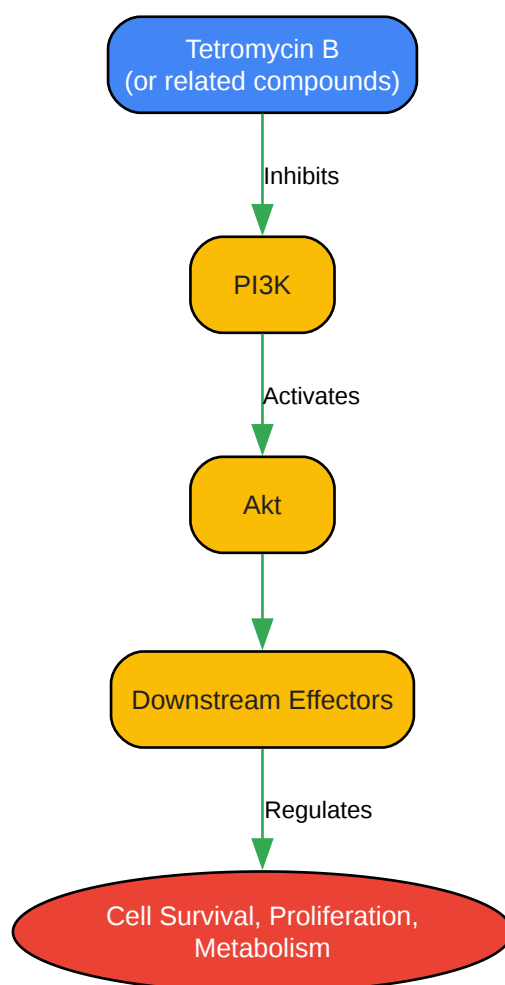 Tetromycin B
(or related compounds)
Inhibits
PI3K
Activates
Akt
Downstream Effectors
Regulates
Cell Survival, Proliferation,
Metabolism